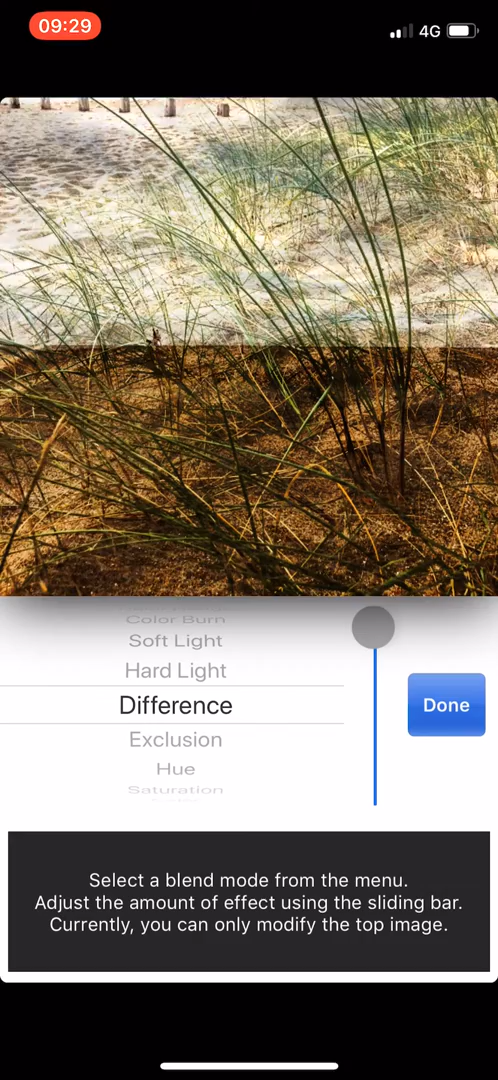 09:29
4G
Color Burn
Soft Light
Hard Light
Difference
Exclusion
Hue
Saturation
Done
Select a blend mode from the menu.
Adjust the amount of effect using the sliding bar.
Currently, you can only modify the top image.